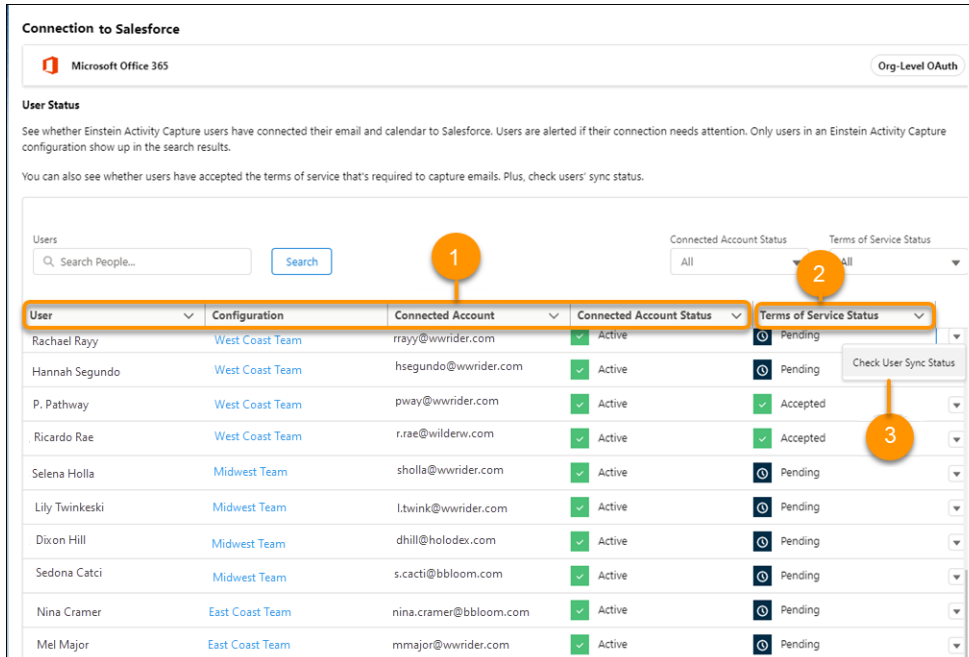 Connection to Salesforce
Microsoft Office 365
Org-Level OAuth
User Status
See whether Einstein Activity Capture users have connected their email and calendar to Salesforce. Users are alerted if their connection needs attention. Only users in an Einstein Activity Capture
configuration show up in the search results.
You can also see whether users have accepted the terms of service that's required to capture emails. Plus, check users' sync status.
Users
Connected Account Status
Terms of Service Status
Search People...
Search
All
All
1
2
User
Configuration
Connected Account
Connected Account Status
Terms of Service Status
Rachael Rayy West Coast Team rrayy@wwrider.com Active Pending
Check User Sync Status
Hannah Segundo West Coast Team hsegundo@wwrider.com Active Pending
P. Pathway West Coast Team pway@wwrider.com Active Accepted
3
Ricardo Rae West Coast Team r.rae@wilderw.com Active Accepted
Selena Holla Midwest Team sholla@wwrider.com Active Pending
Lily Twinkeski Midwest Team l.twink@wwrider.com Active Pending
Dixon Hill Midwest Team dhill@holodex.com Active Pending
Sedona Catci Midwest Team s.cacti@bbloom.com Active Pending
Nina Cramer East Coast Team nina.cramer@bbloom.com Active Pending
Mel Major East Coast Team mmajor@wwrider.com Active Pending